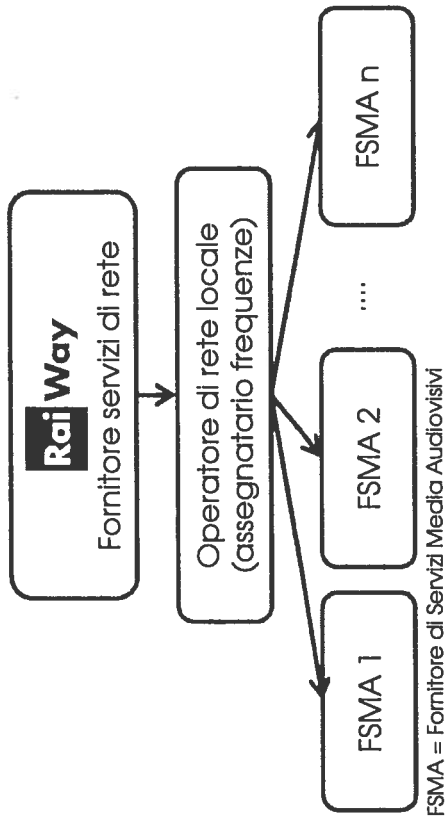 Rai Way
Fornitore servizi di rete
Operatore di rete locale
(assegnatario frequenze)
FSMA 1
FSMA 2
....
FSMA n
FSMA = Fornitore di Servizi Media Audiovisivi